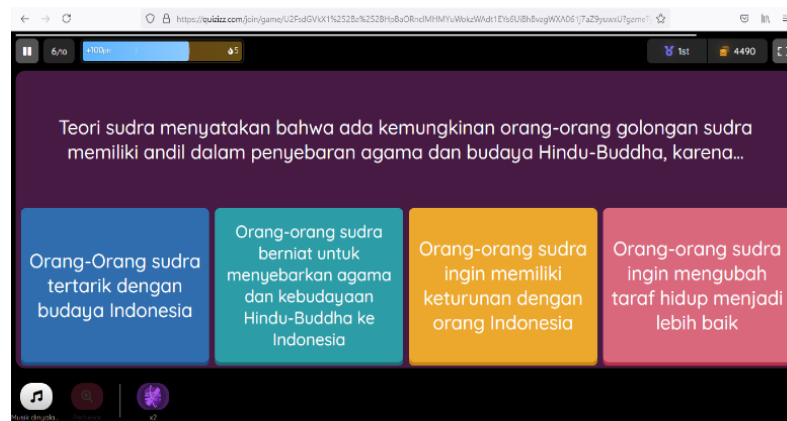 6/10
+100pts
5
1st
4490
Teori sudra menyatakan bahwa ada kemungkinan orang-orang golongan sudra
memiliki andil dalam penyebaran agama dan budaya Hindu-Buddha, karena...
Orang-Orang sudra
tertarik dengan
budaya Indonesia
Orang-orang sudra
berniat untuk
menyebarkan agama
dan kebudayaan
Hindu-Buddha ke
Indonesia
Orang-orang sudra
ingin memiliki
keturunan dengan
orang Indonesia
Orang-orang sudra
ingin mengubah
taraf hidup menjadi
lebih baik
x2